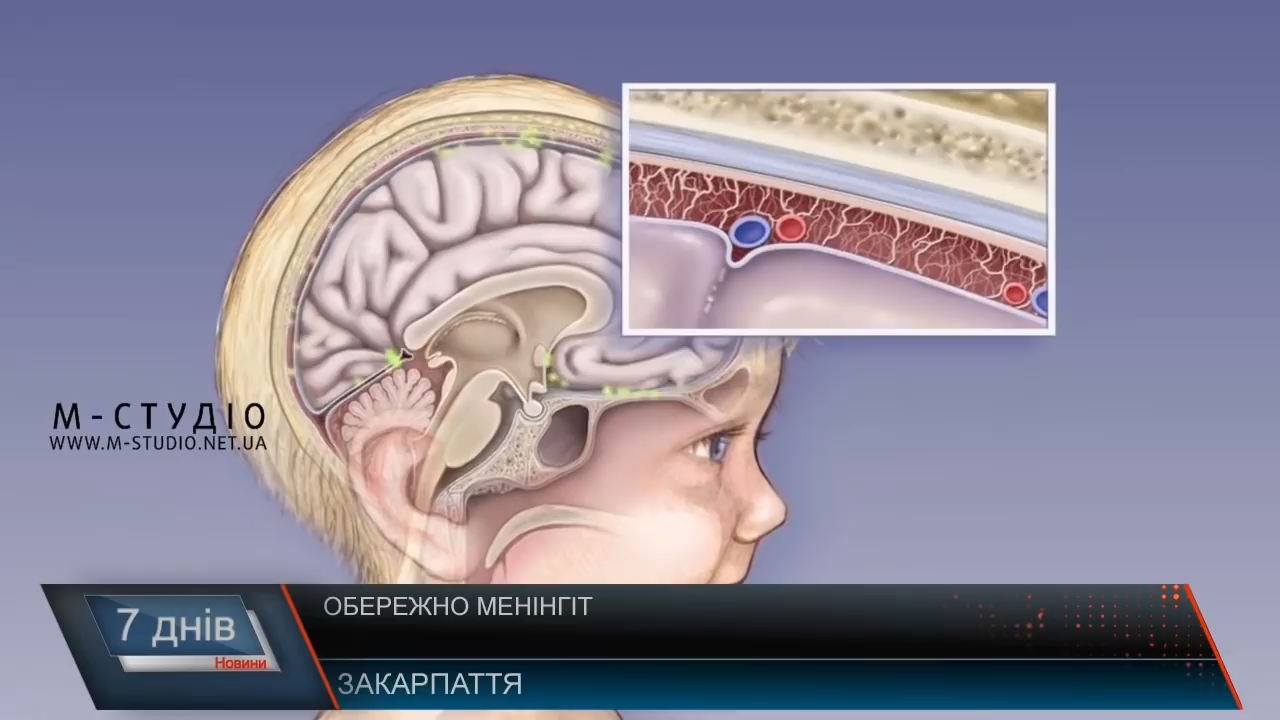 М-СТУДІО
WWW.M-STUDIO.NET.UA
7 днів
Новини
ОБЕРЕЖНО МЕНІНГІТ
ЗАКАРПАТТЯ